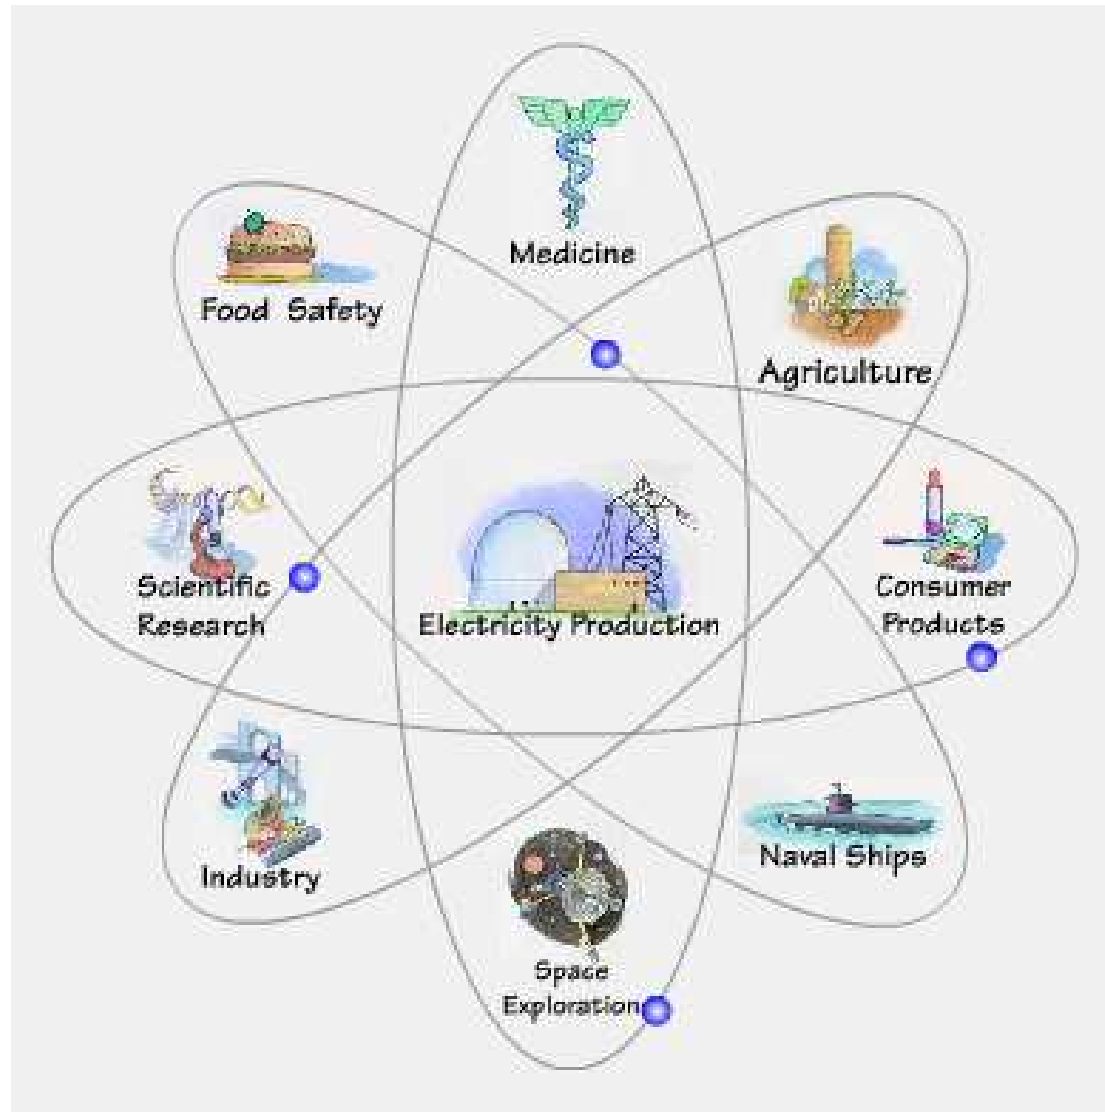 Medicine
Food Safety
Agriculture
Scientific
Research
Electricity Production
Consumer
Products
Industry
Naval Ships
Space
Exploration